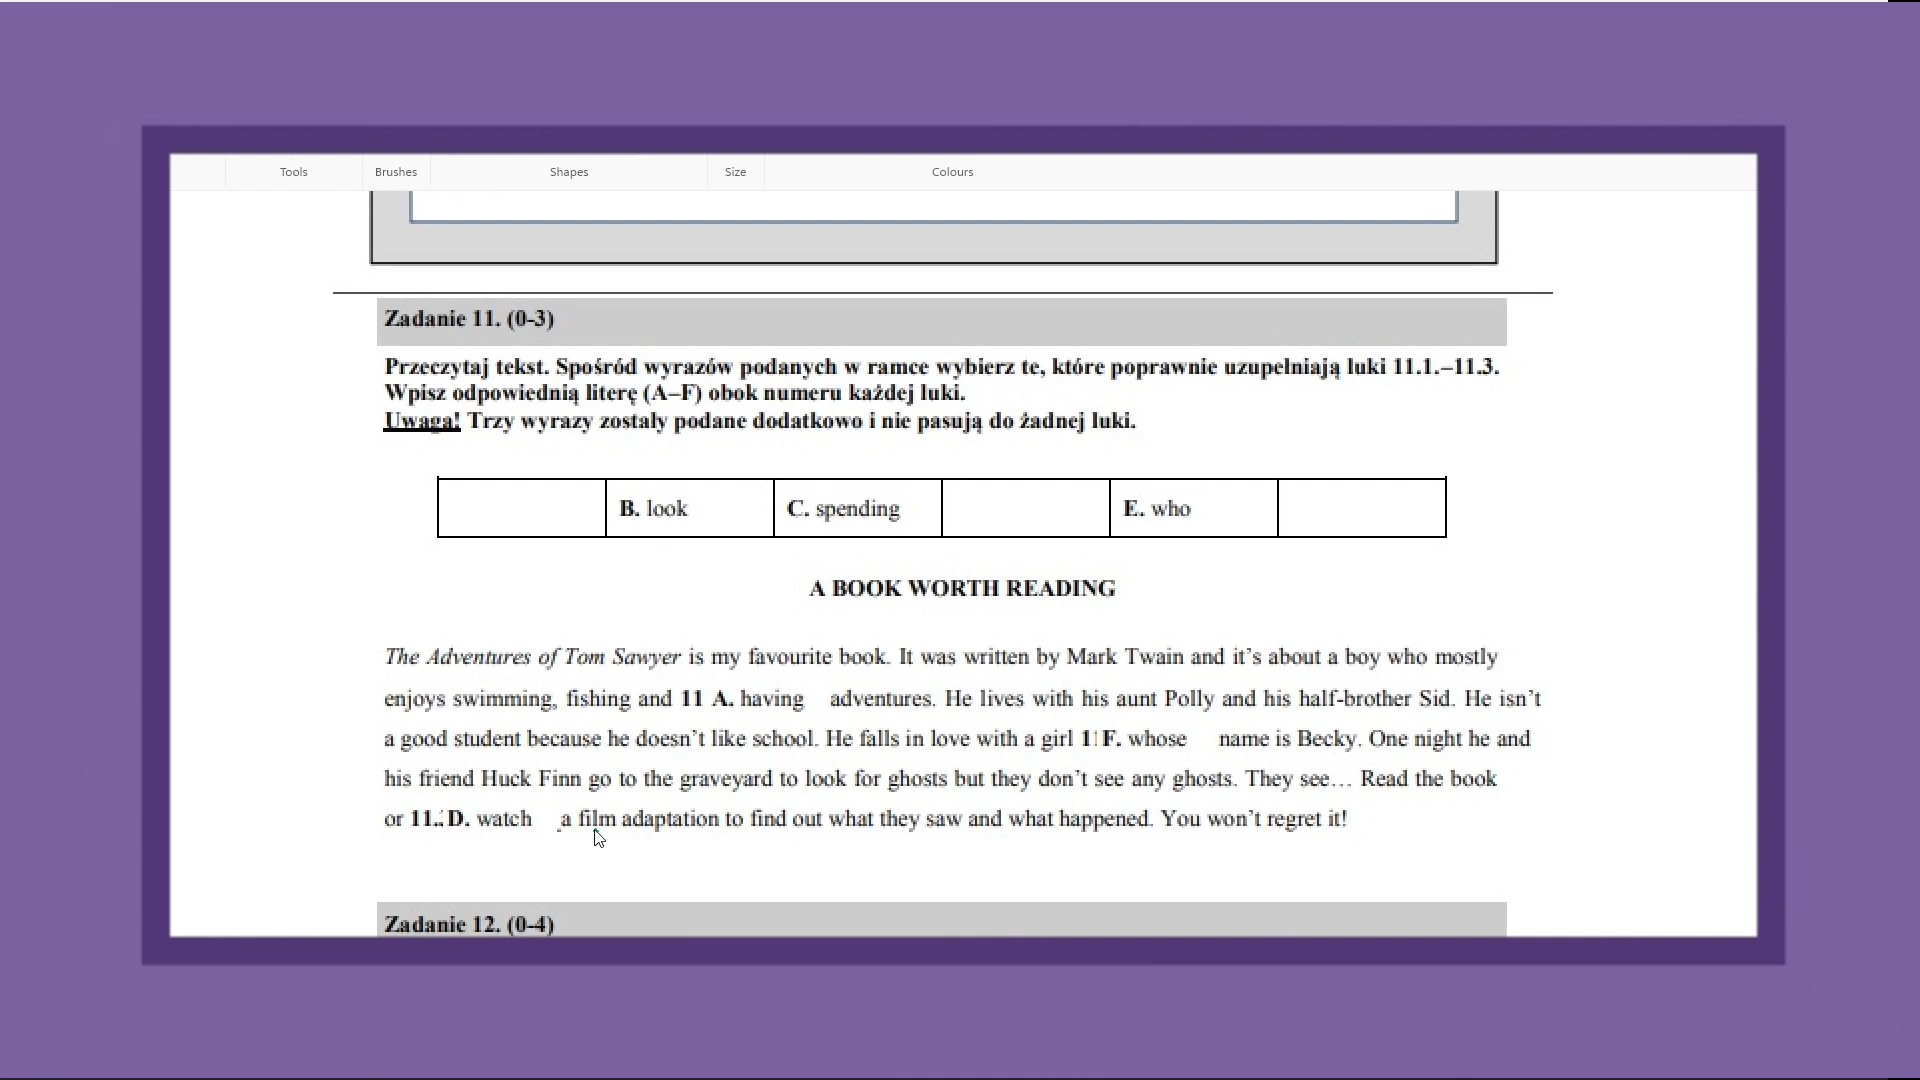 Tools Brushes Shapes Size Colours
Zadanie 11. (0-3)
Przeczytaj tekst. Spośród wyrazów podanych w ramce wybierz te, które poprawnie uzupełniają luki 11.1.–11.3.
Wpisz odpowiednią literę (A–F) obok numeru każdej luki.
Uwaga! Trzy wyrazy zostały podane dodatkowo i nie pasują do żadnej luki.
B. look C. spending E. who
A BOOK WORTH READING
The Adventures of Tom Sawyer is my favourite book. It was written by Mark Twain and it’s about a boy who mostly
enjoys swimming, fishing and 11 A. having adventures. He lives with his aunt Polly and his half-brother Sid. He isn’t
a good student because he doesn’t like school. He falls in love with a girl 1 F. whose name is Becky. One night he and
his friend Huck Finn go to the graveyard to look for ghosts but they don’t see any ghosts. They see… Read the book
or 11. D. watch a film adaptation to find out what they saw and what happened. You won’t regret it!
Zadanie 12. (0-4)